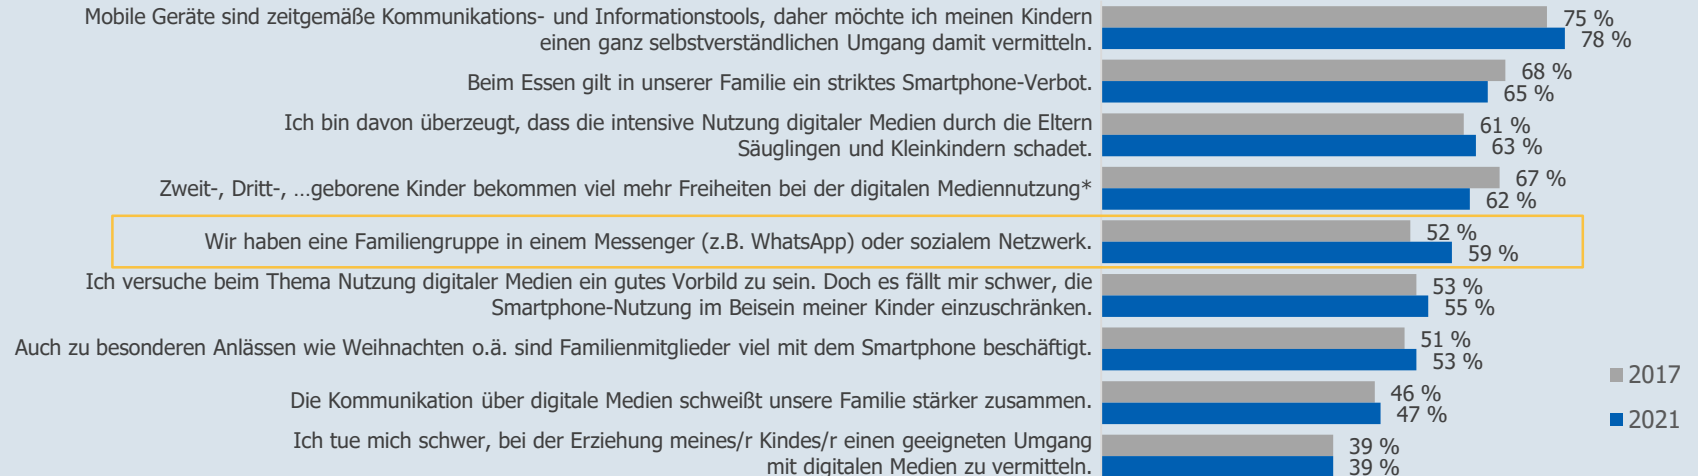 Mobile Geräte sind zeitgemäße Kommunikations- und Informationstools, daher möchte ich meinen Kindern
einen ganz selbstverständlichen Umgang damit vermitteln.
75 %
78 %
Beim Essen gilt in unserer Familie ein striktes Smartphone-Verbot.
68 %
65 %
Ich bin davon überzeugt, dass die intensive Nutzung digitaler Medien durch die Eltern
Säuglingen und Kleinkindern schadet.
61 %
63 %
Zweit-, Dritt-, …geborene Kinder bekommen viel mehr Freiheiten bei der digitalen Mediennutzung*
67 %
62 %
Wir haben eine Familiengruppe in einem Messenger (z.B. WhatsApp) oder sozialem Netzwerk.
52 %
59 %
Ich versuche beim Thema Nutzung digitaler Medien ein gutes Vorbild zu sein. Doch es fällt mir schwer, die
Smartphone-Nutzung im Beisein meiner Kinder einzuschränken.
53 %
55 %
Auch zu besonderen Anlässen wie Weihnachten o.ä. sind Familienmitglieder viel mit dem Smartphone beschäftigt.
51 %
53 %
Die Kommunikation über digitale Medien schweißt unsere Familie stärker zusammen.
46 %
47 %
Ich tue mich schwer, bei der Erziehung meines/r Kindes/r einen geeigneten Umgang
mit digitalen Medien zu vermitteln.
39 %
39 %
2017
2021